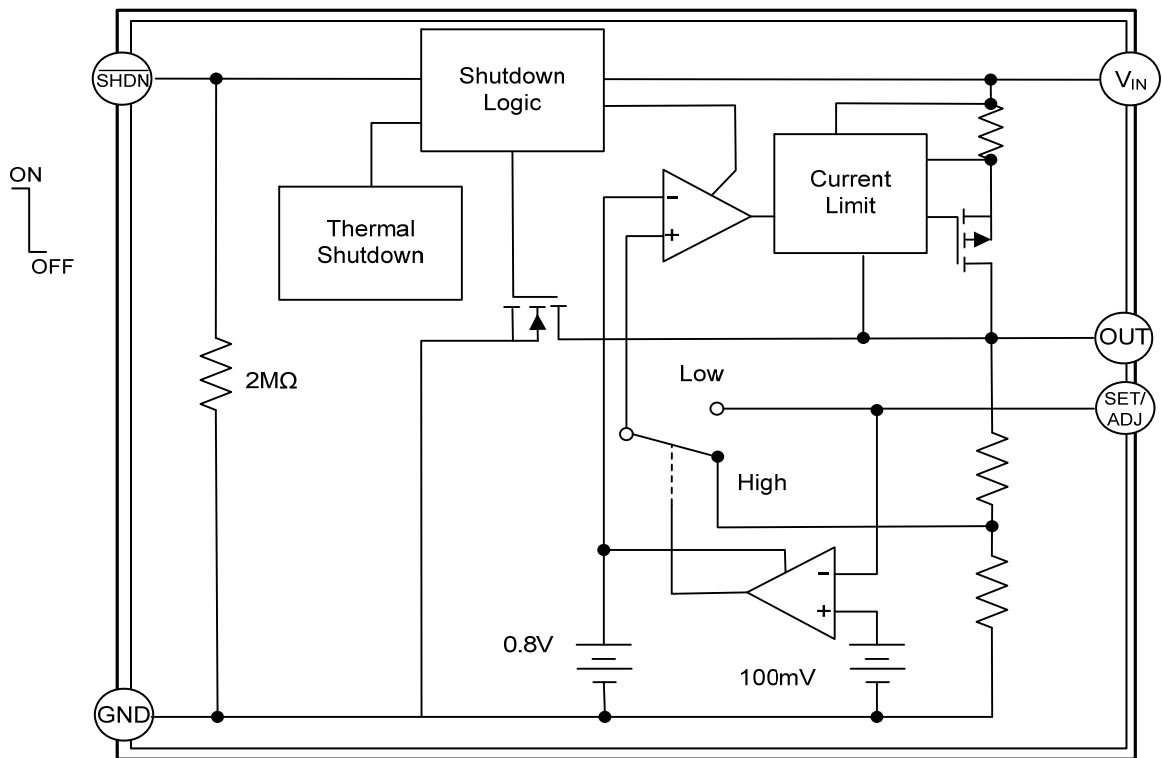 SHDN
Shutdown
Logic
VIN
ON
OFF
Thermal
Shutdown
-
+
Current
Limit
OUT
2MΩ
Low
SET/
ADJ
High
-
+
0.8V
100mV
GND